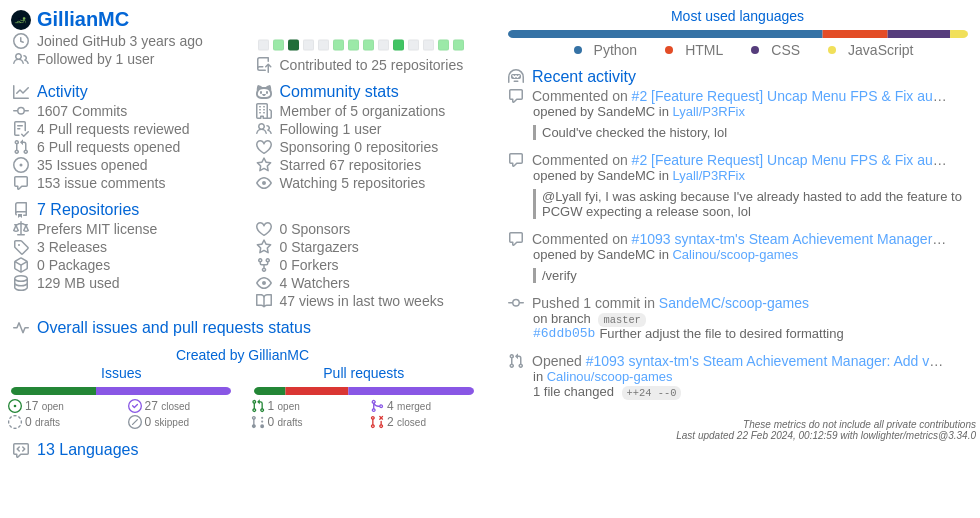 GillianMC
Joined GitHub 3 years ago
Followed by 1 user
Contributed to 25 repositories
Activity
1607 Commits
4 Pull requests reviewed
6 Pull requests opened
35 Issues opened
153 issue comments
Community stats
Member of 5 organizations
Following 1 user
Sponsoring 0 repositories
Starred 67 repositories
Watching 5 repositories
7 Repositories
Prefers MIT license
3 Releases
0 Packages
129 MB used
0 Sponsors
0 Stargazers
0 Forkers
4 Watchers
47 views in last two weeks
Overall issues and pull requests status
Created by GillianMC
Issues
17 open
27 closed
0 drafts
0 skipped
Pull requests
1 open
4 merged
0 drafts
2 closed
13 Languages
Most used languages
Python HTML CSS JavaScript
Recent activity
Commented on #2 [Feature Request] Uncap Menu FPS & Fix au…
opened by SandeMC in Lyall/P3RFix
Could've checked the history, lol
Commented on #2 [Feature Request] Uncap Menu FPS & Fix au…
opened by SandeMC in Lyall/P3RFix
@Lyall fyi, I was asking because I've already hasted to add the feature to
PCGW expecting a release soon, lol
Commented on #1093 syntax-tm's Steam Achievement Manager…
opened by SandeMC in Calinou/scoop-games
/verify
Pushed 1 commit in SandeMC/scoop-games
on branch master
#6ddb05b Further adjust the file to desired formatting
Opened #1093 syntax-tm's Steam Achievement Manager: Add v…
in Calinou/scoop-games
1 file changed ++24 --0
These metrics do not include all private contributions
Last updated 22 Feb 2024, 00:12:59 with lowlighter/metrics@3.34.0